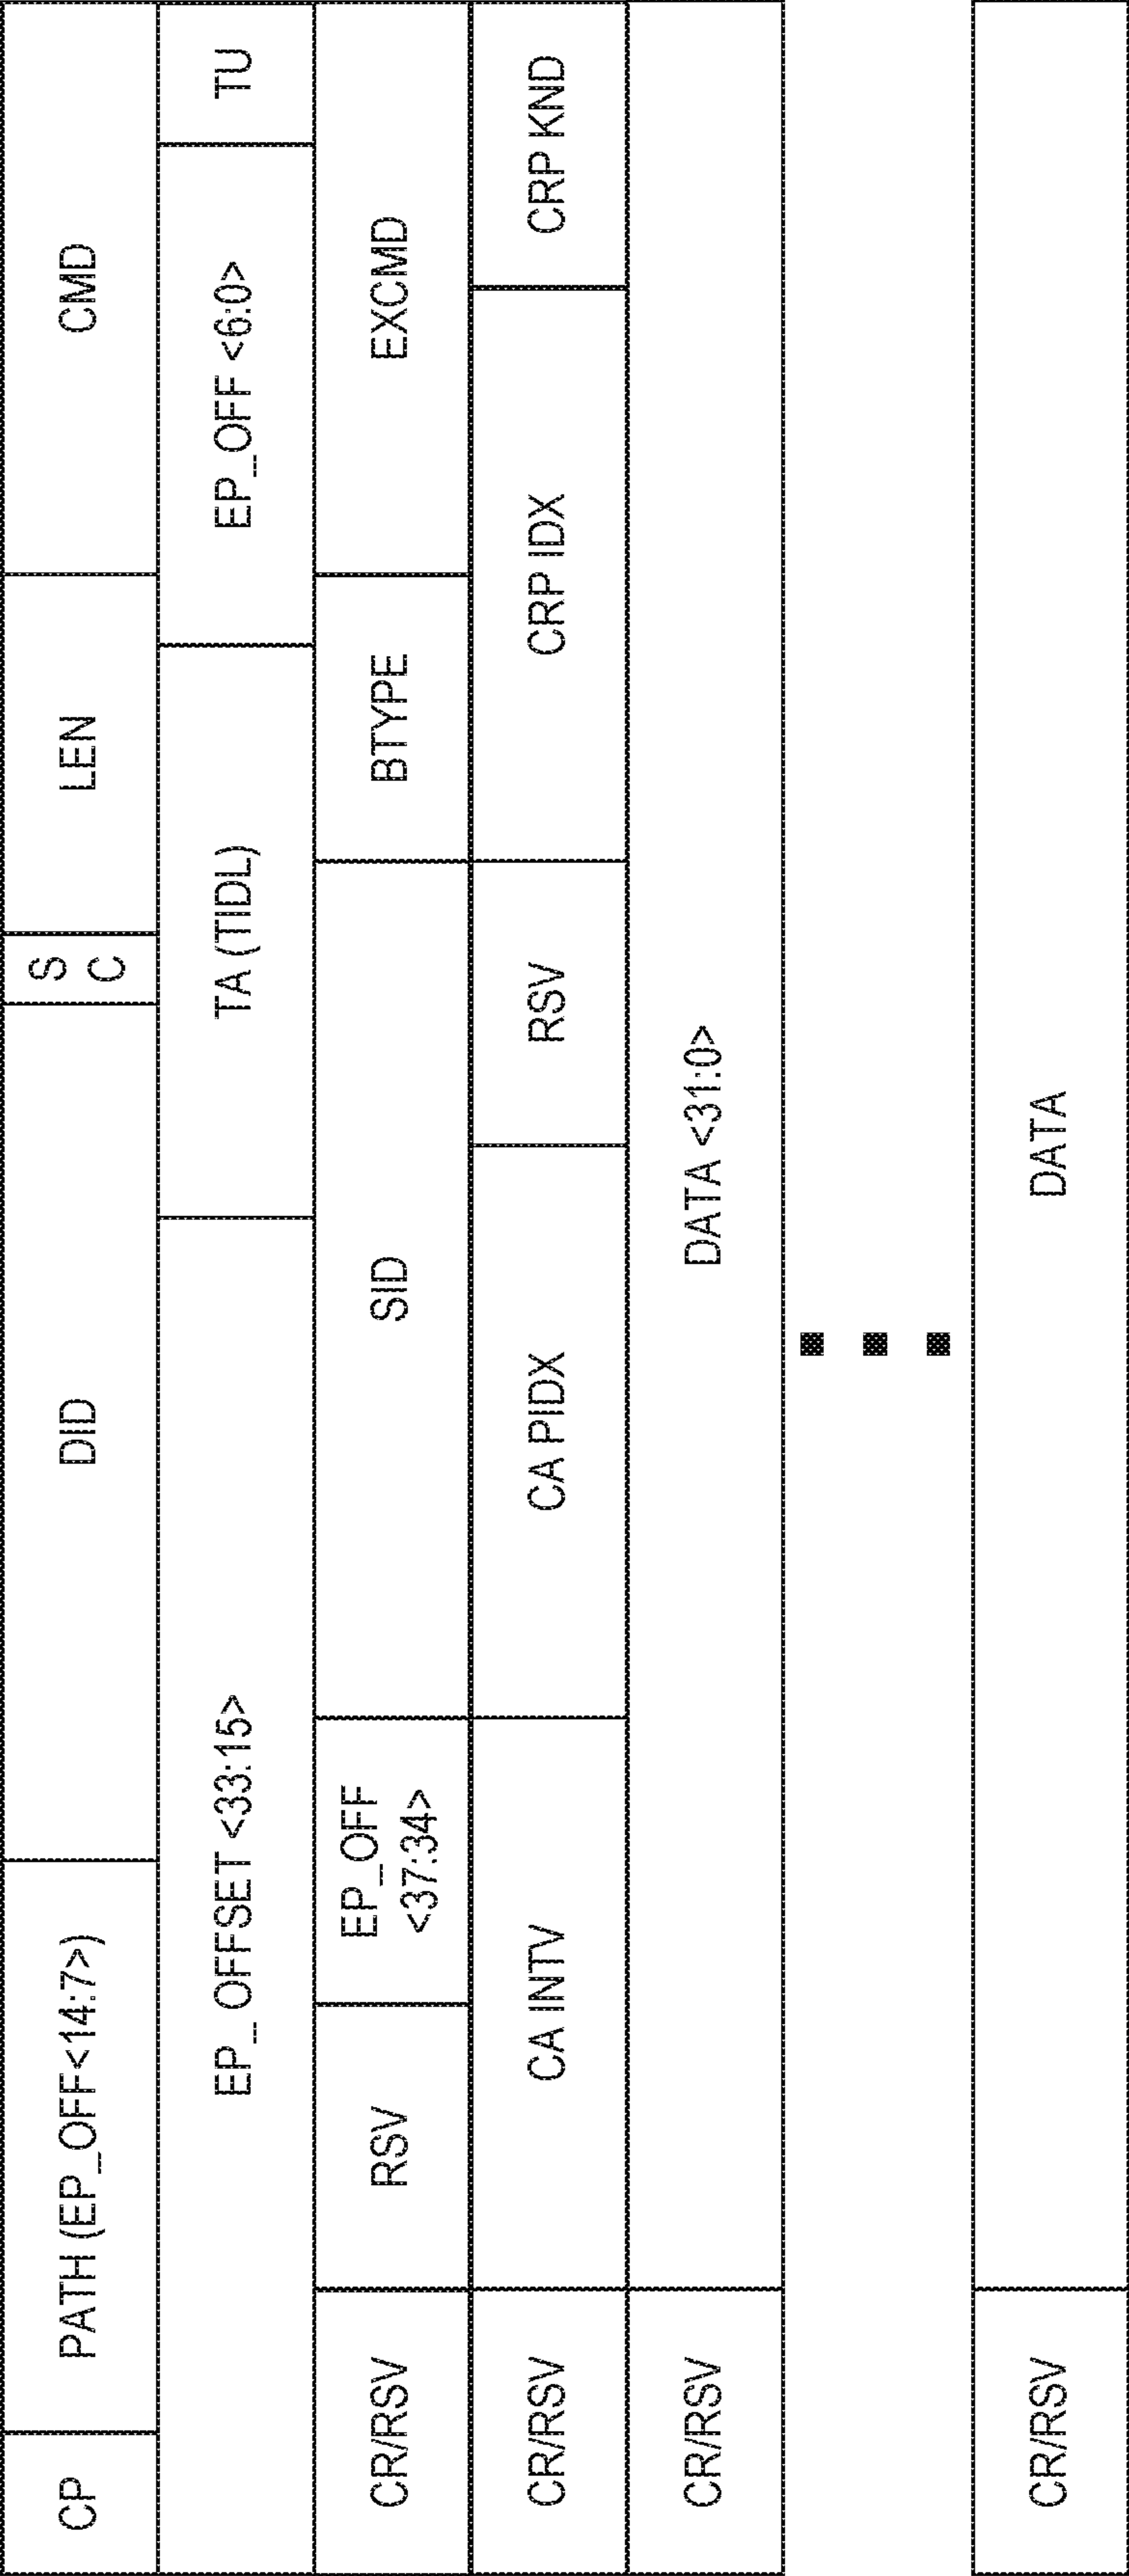 CP
PATH (EP_OFF<14:7>)
DID
S
C
LEN
CMD
EP_OFFSET <33:15>
TA (TIDL)
EP_OFF <6:0>
TU
CR/RSV
RSV
EP_OFF
<37:34>
SID
BTYPE
EXCMD
CR/RSV
CA INTV
CA PIDX
RSV
CRP IDX
CRP KND
CR/RSV
DATA <31:0>
CR/RSV
DATA